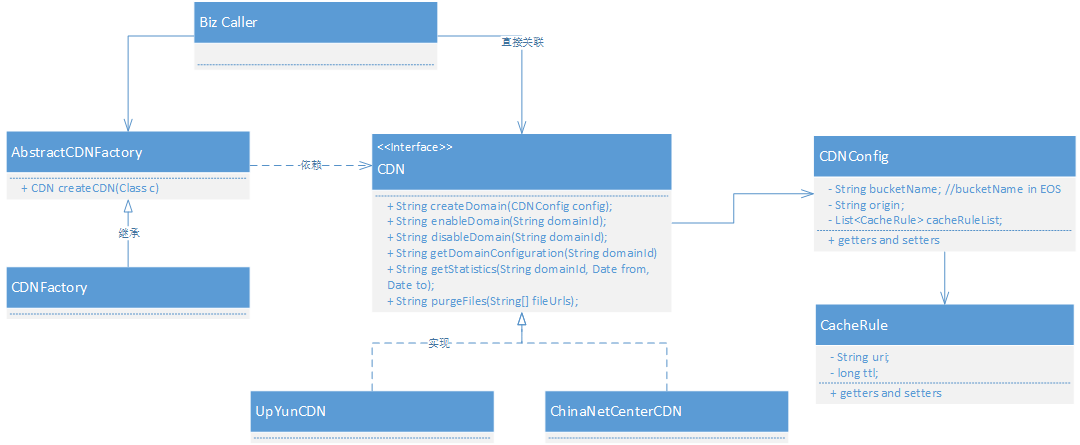 Biz Caller
直接关联
AbstractCDNFactory
+ CDN createCDN(Class c)
依赖
<<Interface>>
CDN
+ String createDomain(CDNConfig config);
+ String enableDomain(String domainId);
+ String disableDomain(String domainId);
+ String getDomainConfiguration(String domainId)
+ String getStatistics(String domainId, Date from,
Date to);
+ String purgeFiles(String[] fileUrls);
CDNConfig
- String bucketName; //bucketName in EOS
- String origin;
- List<CacheRule> cacheRuleList;
+ getters and setters
继承
CDNFactory
CacheRule
- String uri;
- long ttl;
+ getters and setters
实现
UpYunCDN
ChinaNetCenterCDN